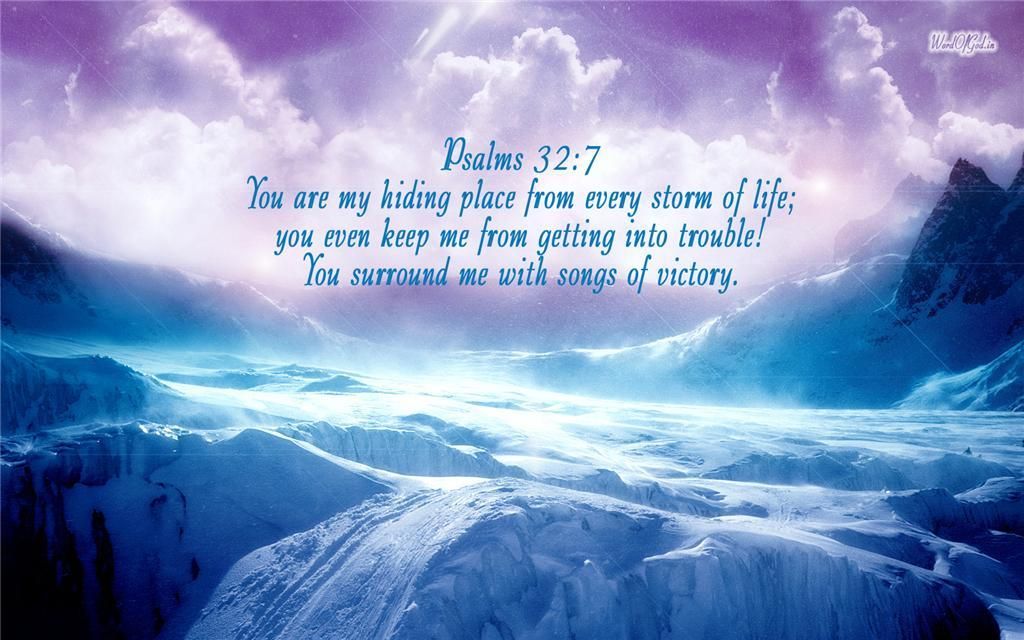 WordOfGod.in
Psalms 32:7
You are my hiding place from every storm of life;
you even keep me from getting into trouble!
You surround me with songs of victory.